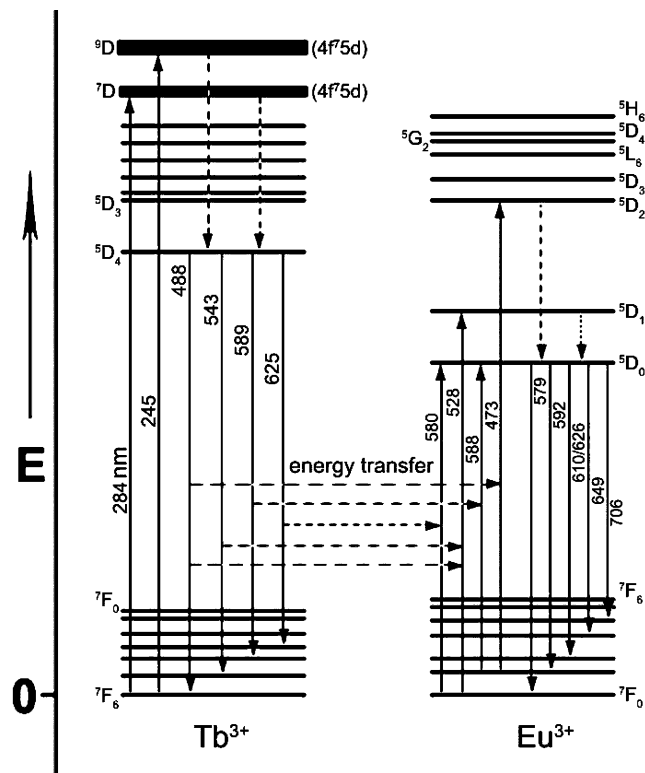 ⁹D (4f⁷5d)
⁷D (4f⁷5d)
⁵H₆
⁵D₄
⁵G₂
⁵L₆
⁵D₃
⁵D₃
⁵D₂
⁵D₄
488
543
589
625
⁵D₁
⁵D₀
245
284 nm
580
528
588
473
579
592
610/626
649
706
E
energy transfer
⁷F₀
⁷F₆
0
⁷F₆
⁷F₀
Tb³⁺
Eu³⁺